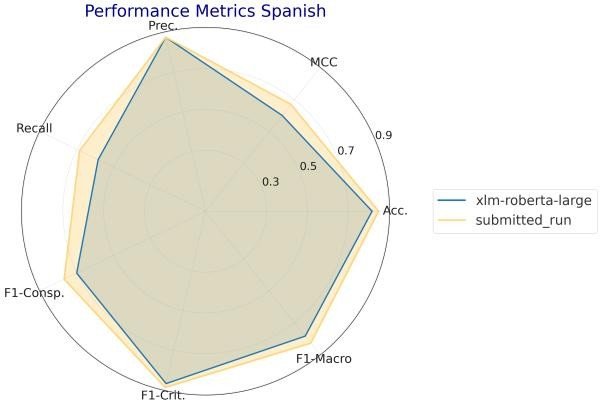 Performance Metrics Spanish
Prec.
MCC
Recall
0.9
0.7
0.5
0.3
Acc.
xlm-roberta-large
submitted_run
F1-Consp.
F1-Macro
F1-Crit.